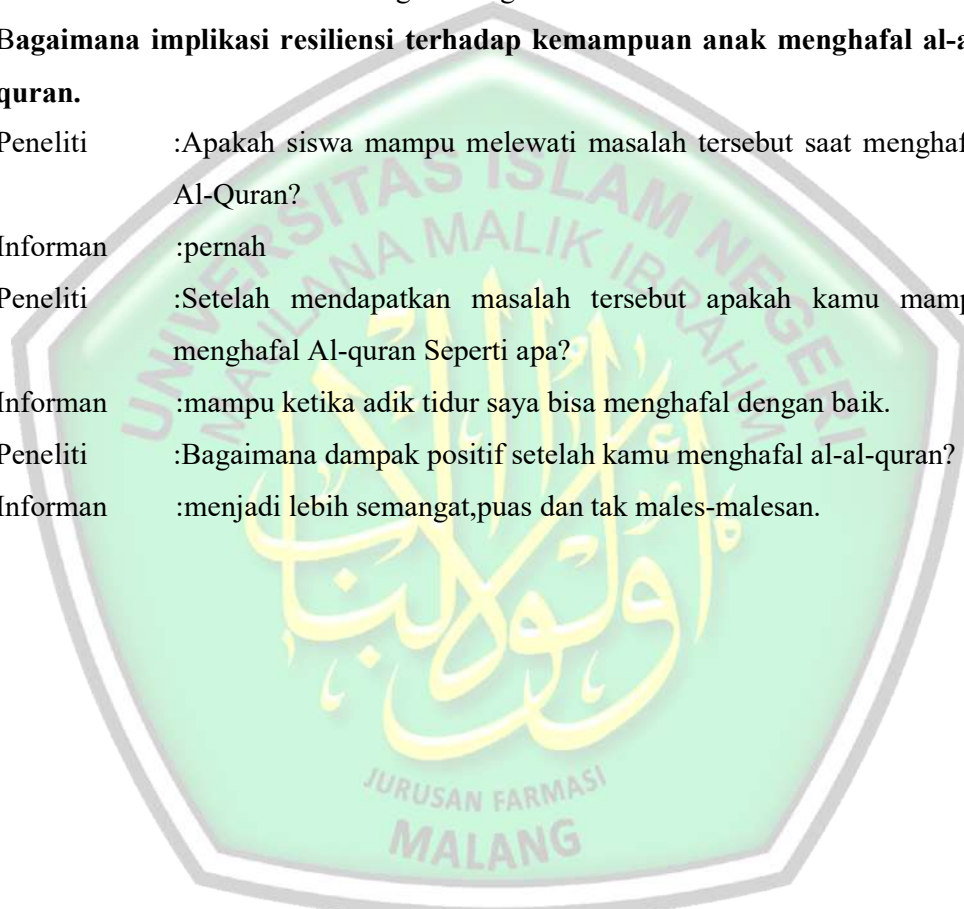 Bagaimana implikasi resiliensi terhadap kemampuan anak menghafal al-a
quran.
Peneliti :Apakah siswa mampu melewati masalah tersebut saat menghaf
Al-Quran?
Informan :pernah
Peneliti :Setelah mendapatkan masalah tersebut apakah kamu mamp
menghafal Al-quran Seperti apa?
Informan :mampu ketika adik tidur saya bisa menghafal dengan baik.
Peneliti :Bagaimana dampak positif setelah kamu menghafal al-al-quran?
Informan :menjadi lebih semangat,puas dan tak males-malesan.
UNIVERSITAS ISLAM NEGERI
MAULANA MALIK IBRAHIM
JURUSAN FARMASI
MALANG